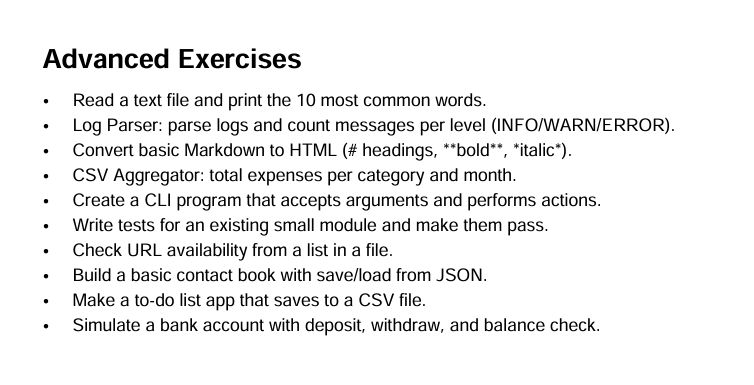 Advanced Exercises
• Read a text file and print the 10 most common words.
• Log Parser: parse logs and count messages per level (INFO/WARN/ERROR).
• Convert basic Markdown to HTML (# headings, **bold**, *italic*).
• CSV Aggregator: total expenses per category and month.
• Create a CLI program that accepts arguments and performs actions.
• Write tests for an existing small module and make them pass.
• Check URL availability from a list in a file.
• Build a basic contact book with save/load from JSON.
• Make a to-do list app that saves to a CSV file.
• Simulate a bank account with deposit, withdraw, and balance check.